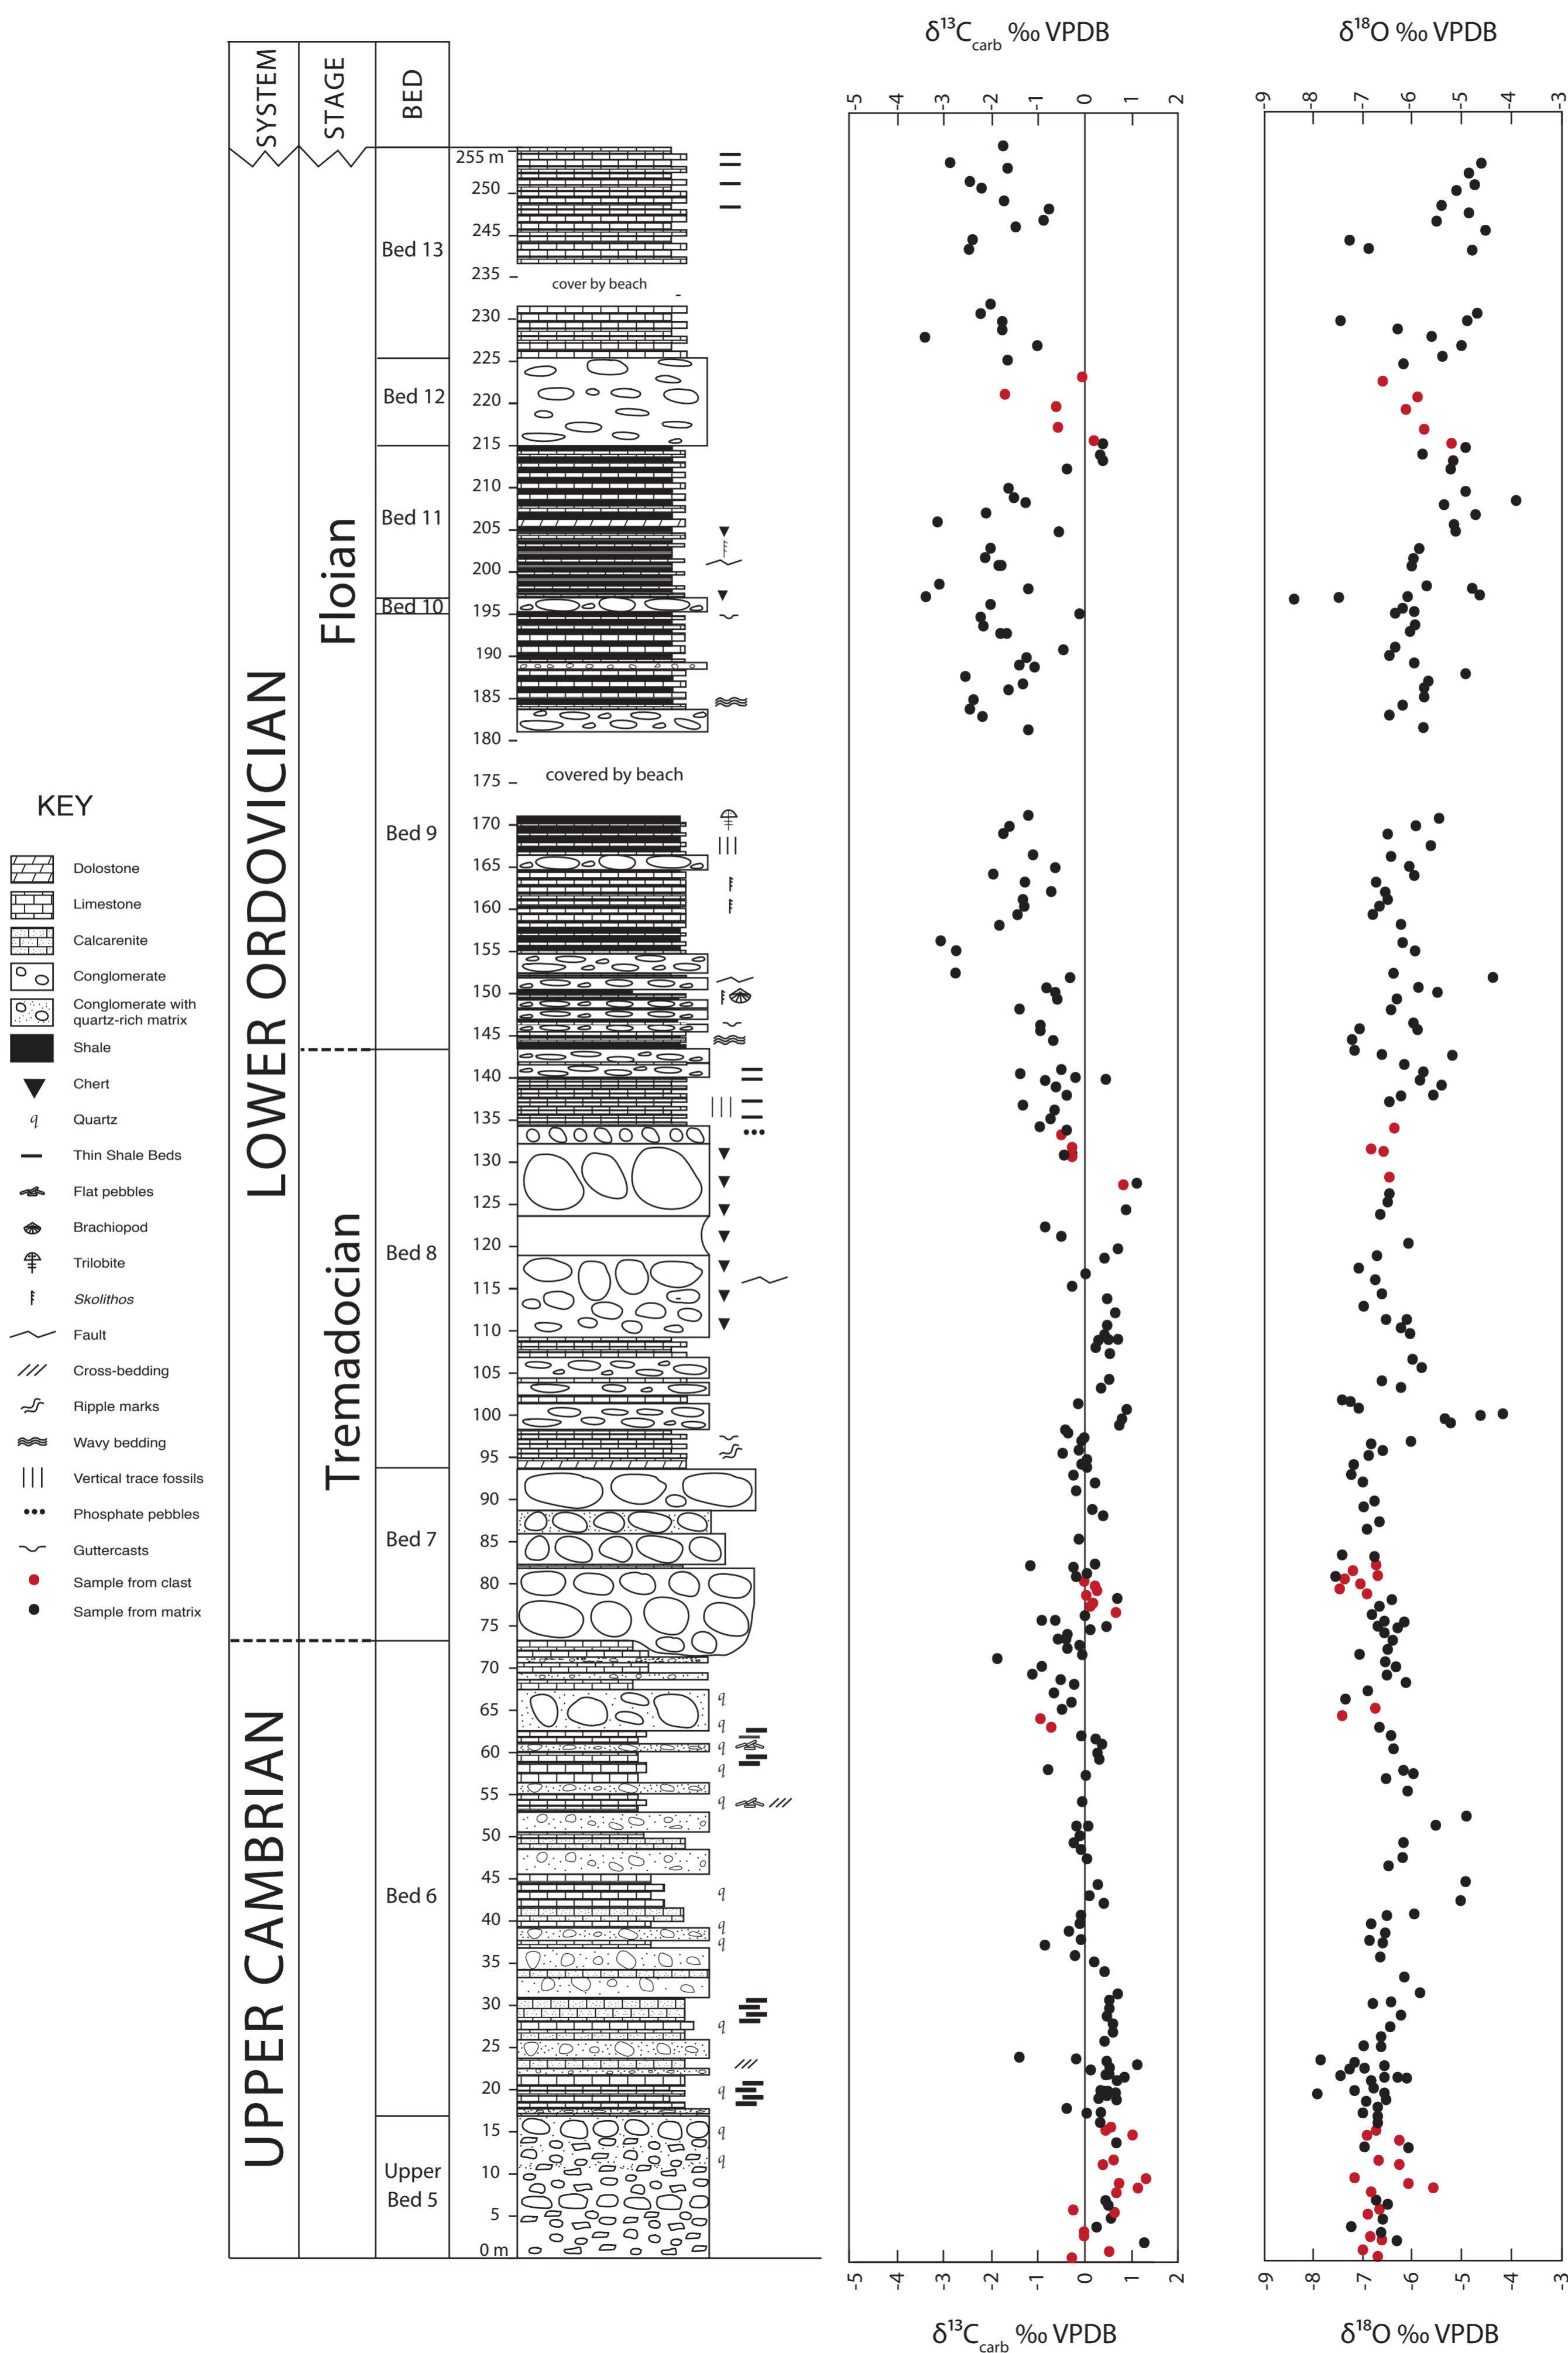 δ¹³Ccarb ‰ VPDB
δ¹⁸O ‰ VPDB
-5 -4 -3 -2 -1 0 1 2
-9 -8 -7 -6 -5 -4 -3
SYSTEM
STAGE
BED
LOWER ORDOVICIAN
UPPER CAMBRIAN
Floian
Tremadocian
Bed 13
Bed 12
Bed 11
Bed 10
Bed 9
Bed 8
Bed 7
Bed 6
Upper
Bed 5
255 m
250
245
235
cover by beach
230
225
220
215
210
205
200
195
190
185
180
175
covered by beach
170
165
160
155
150
145
140
135
130
125
120
115
110
105
100
95
90
85
80
75
70
65
q
q
60
q
q
55
q
50
45
q
40
q
q
35
30
25
q
20
q
15
q
q
10
5
0 m
KEY
Dolostone
Limestone
Calcarenite
Conglomerate
Conglomerate with
quartz-rich matrix
Shale
Chert
q Quartz
Thin Shale Beds
Flat pebbles
Brachiopod
Trilobite
Skolithos
Fault
Cross-bedding
Ripple marks
Wavy bedding
Vertical trace fossils
Phosphate pebbles
Guttercasts
Sample from clast
Sample from matrix
-5 -4 -3 -2 -1 0 1 2
-9 -8 -7 -6 -5 -4 -3
δ¹³Ccarb ‰ VPDB
δ¹⁸O ‰ VPDB